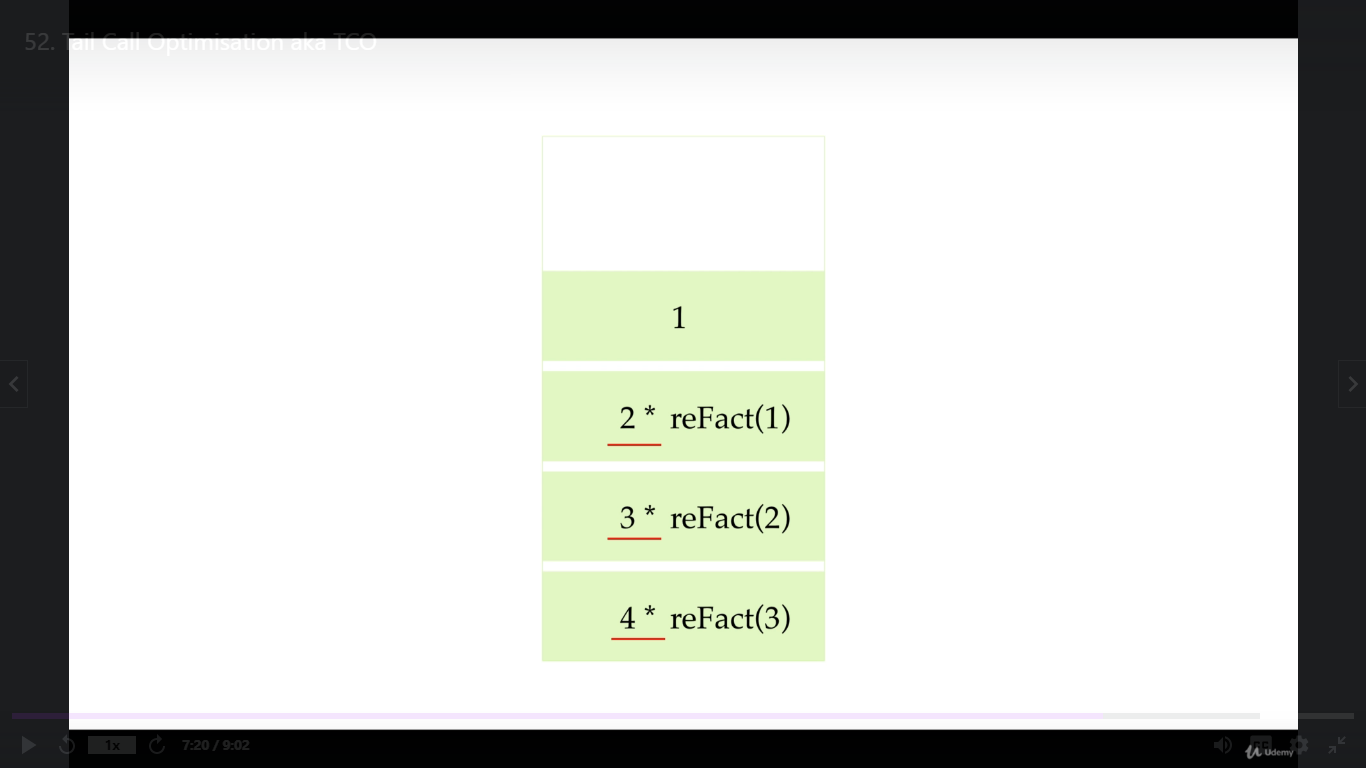 52. Tail Call Optimisation aka TCO
1
2 * reFact(1)
3 * reFact(2)
4 * reFact(3)
1x
7:20 / 9:02
CC
Udemy